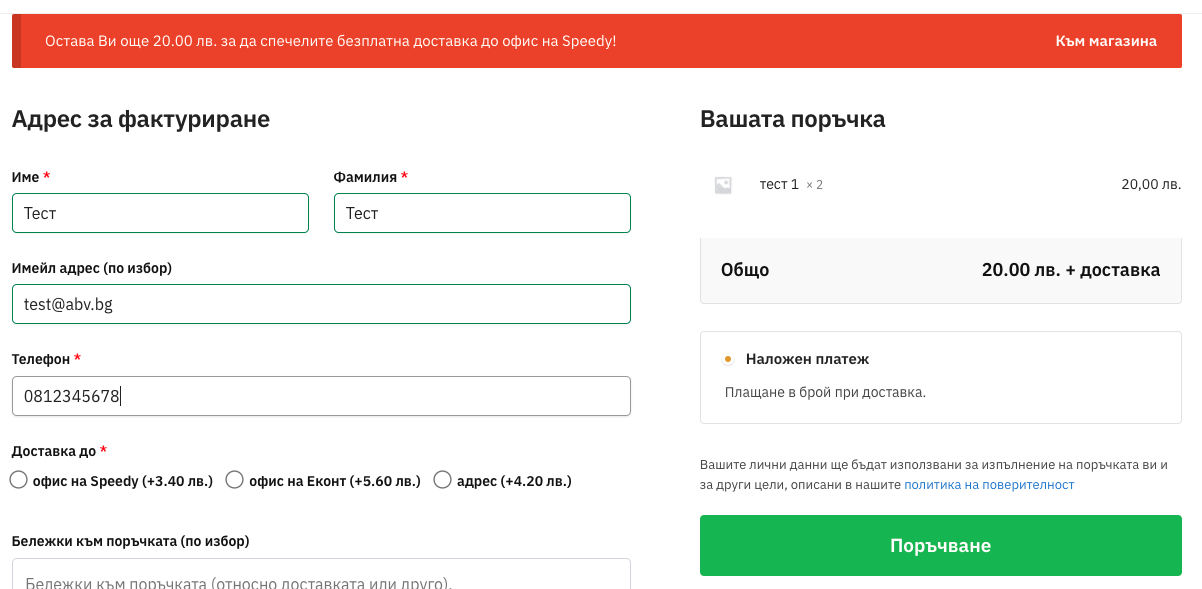 Остава Ви още 20.00 лв. за да спечелите безплатна доставка до офис на Speedy!
Към магазина
Адрес за фактуриране
Име *
Фамилия *
Тест
Тест
Имейл адрес (по избор)
test@abv.bg
Телефон *
0812345678
Доставка до *
офис на Speedy (+3.40 лв.)
офис на Еконт (+5.60 лв.)
адрес (+4.20 лв.)
Бележки към поръчката (по избор)
Бележки към поръчката (относно доставката или друго).
Вашата поръчка
тест 1 × 2
20,00 лв.
Общо
20.00 лв. + доставка
Наложен платеж
Плащане в брой при доставка.
Вашите лични данни ще бъдат използвани за изпълнение на поръчката ви и
за други цели, описани в нашите политика на поверителност
Поръчване